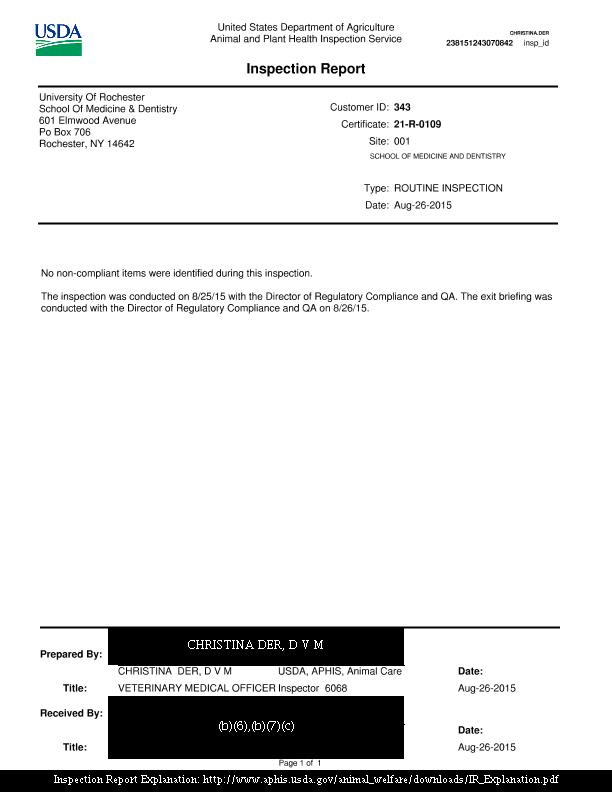 USDA
United States Department of Agriculture
Animal and Plant Health Inspection Service
CHRISTINA.DER
238151243070842 insp_id
Inspection Report
University Of Rochester
School Of Medicine & Dentistry
601 Elmwood Avenue
Po Box 706
Rochester, NY 14642
Customer ID: 343
Certificate: 21-R-0109
Site: 001
SCHOOL OF MEDICINE AND DENTISTRY
Type: ROUTINE INSPECTION
Date: Aug-26-2015
No non-compliant items were identified during this inspection.
The inspection was conducted on 8/25/15 with the Director of Regulatory Compliance and QA. The exit briefing was
conducted with the Director of Regulatory Compliance and QA on 8/26/15.
CHRISTINA DER, D V M
Prepared By:
CHRISTINA DER, D V M USDA, APHIS, Animal Care Date:
Title: VETERINARY MEDICAL OFFICER Inspector 6068 Aug-26-2015
Received By:
(b)(6),(b)(7)(c)
Date:
Title: Aug-26-2015
Page 1 of 1
Inspection Report Explanation: http://www.aphis.usda.gov/animal_welfare/downloads/IR_Explanation.pdf